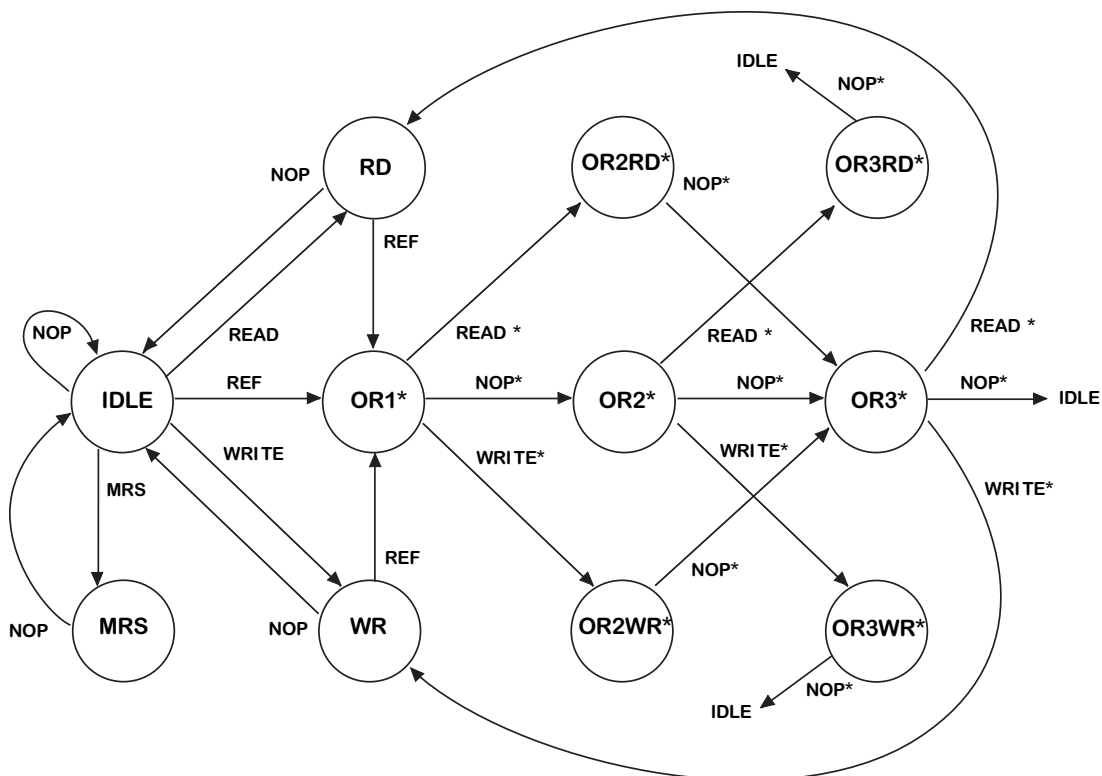 IDLE
NOP*
RD
OR2RD*
OR3RD*
NOP
NOP*
REF
NOP
READ
READ *
READ *
READ *
IDLE
REF
OR1*
NOP*
OR2*
NOP*
OR3*
NOP*
IDLE
WRITE
WRITE*
WRITE*
WRITE*
MRS
REF
NOP*
NOP
MRS
NOP
WR
OR2WR*
OR3WR*
NOP*
IDLE